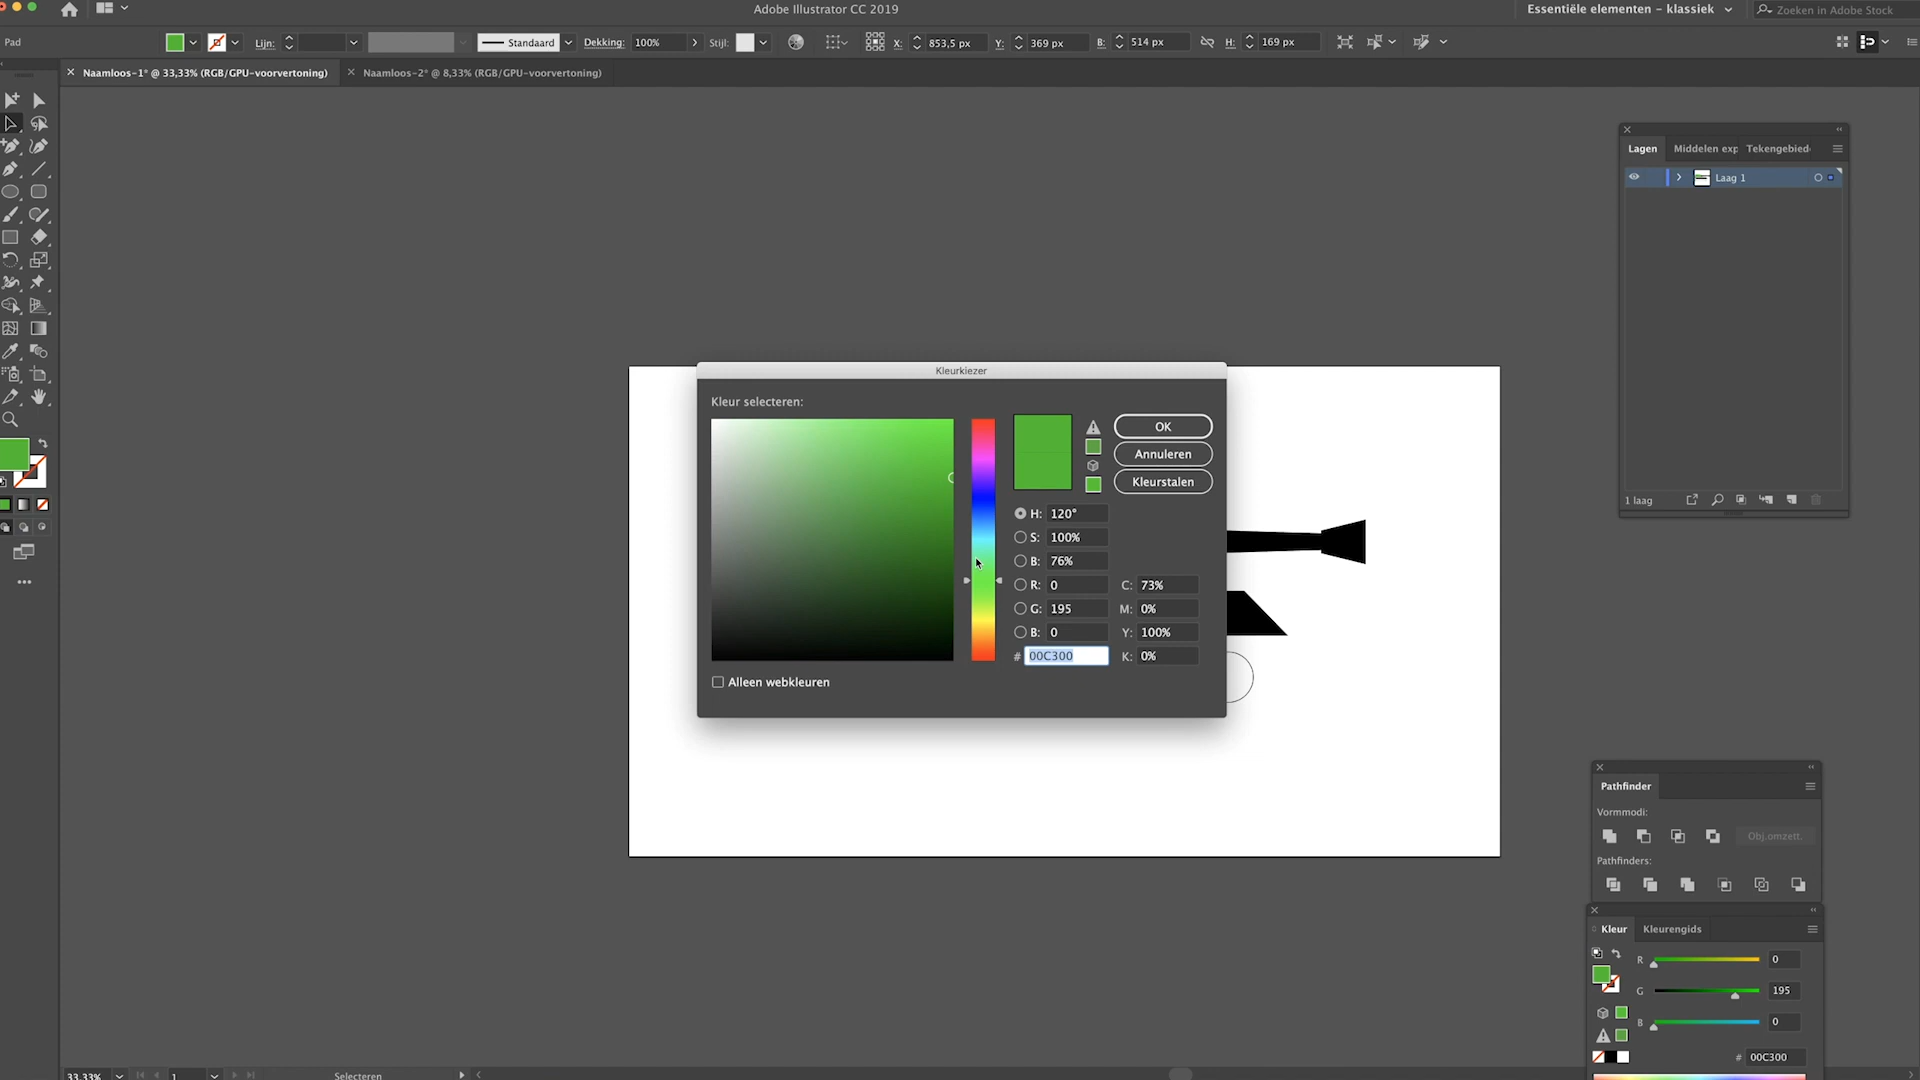 Adobe Illustrator CC 2019
Essentiële elementen – klassiek
Zoeken in Adobe Stock
Pad
Lijn:
Standaard
Dekking: 100%
Stijl:
X: 853,5 px
Y: 369 px
B: 514 px
H: 169 px
Naamloos-1* @ 33,33% (RGB/GPU-voorvertoning)
Naamloos-2* @ 8,33% (RGB/GPU-voorvertoning)
Lagen
Middelen exp
Tekengebied
Laag 1
1 laag
Kleurkiezer
Kleur selecteren:
OK
Annuleren
Kleurstalen
H: 120°
S: 100%
B: 76%
R: 0
C: 73%
G: 195
M: 0%
B: 0
Y: 100%
# 00C300
K: 0%
Alleen webkleuren
Pathfinder
Vormmodi:
Obj.omzett.
Pathfinders:
Kleur
Kleurengids
R 0
G 195
B 0
# 00C300
33,33%
1
Selecteren